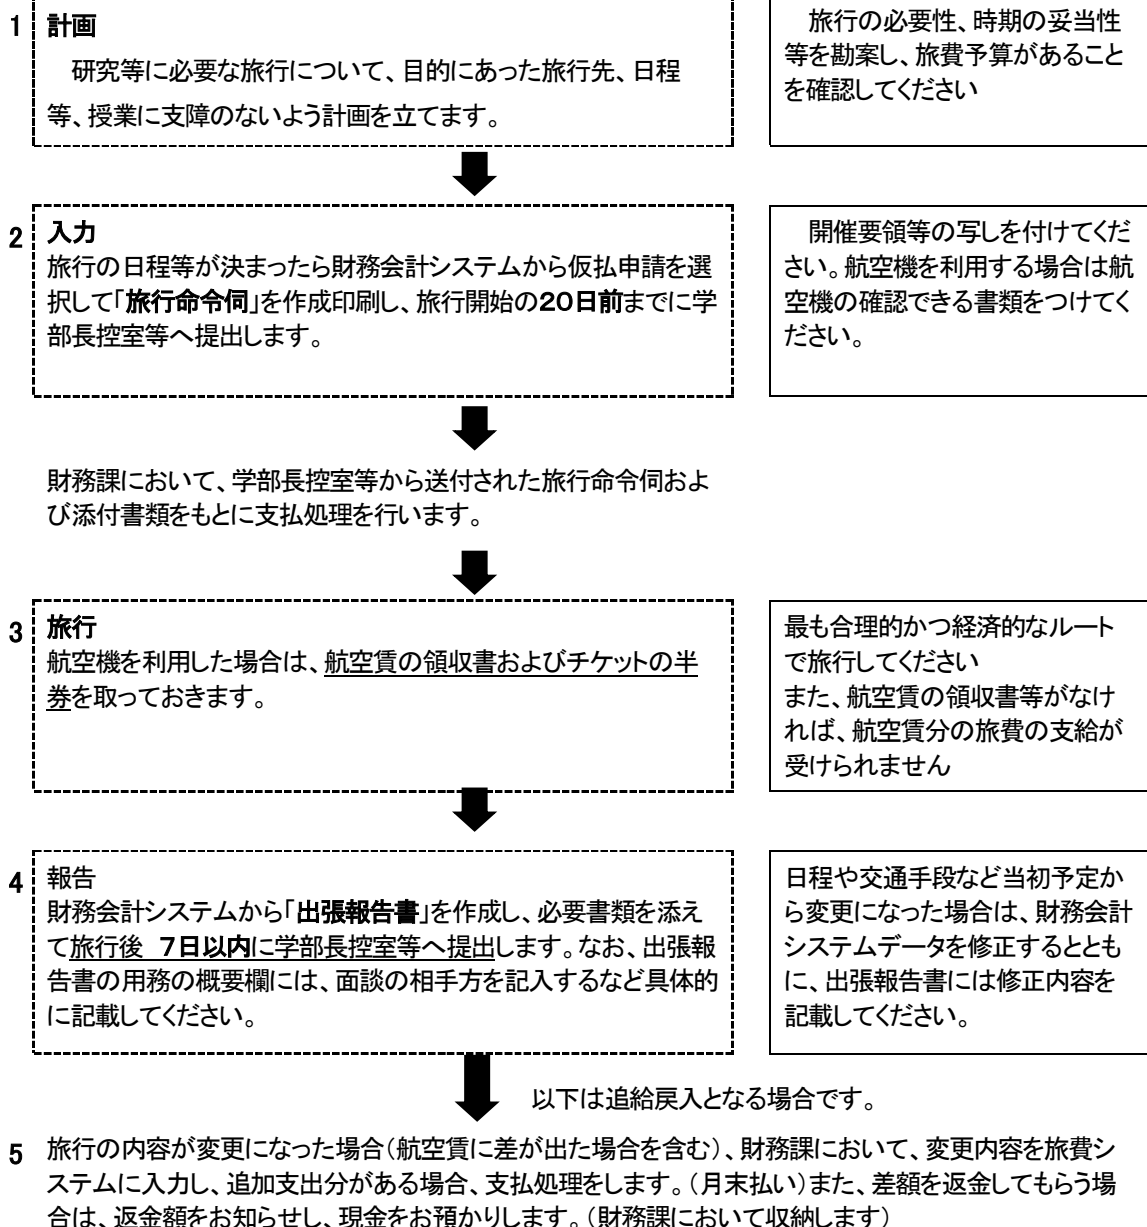 1 計画
研究等に必要な旅行について、目的にあった旅行先、日程
等、授業に支障のないよう計画を立てます。
旅行の必要性、時期の妥当性
等を勘案し、旅費予算があること
を確認してください
2 入力
旅行の日程等が決まったら財務会計システムから仮払申請を選
択して「旅行命令伺」を作成印刷し、旅行開始の20日前までに学
部長控室等へ提出します。
開催要領等の写しを付けてくだ
さい。航空機を利用する場合は航
空機の確認できる書類をつけてく
ださい。
財務課において、学部長控室等から送付された旅行命令伺およ
び添付書類をもとに支払処理を行います。
3 旅行
航空機を利用した場合は、航空賃の領収書およびチケットの半
券を取っておきます。
最も合理的かつ経済的なルート
で旅行してください
また、航空賃の領収書等がなけ
れば、航空賃分の旅費の支給が
受けられません
4 報告
財務会計システムから「出張報告書」を作成し、必要書類を添え
て旅行後 7日以内に学部長控室等へ提出します。なお、出張報
告書の用務の概要欄には、面談の相手方を記入するなど具体的
に記載してください。
日程や交通手段など当初予定か
ら変更になった場合は、財務会計
システムデータを修正するととも
に、出張報告書には修正内容を
記載してください。
以下は追給戻入となる場合です。
5 旅行の内容が変更になった場合(航空賃に差が出た場合を含む)、財務課において、変更内容を旅費シ
ステムに入力し、追加支出分がある場合、支払処理をします。(月末払い)また、差額を返金してもらう場
合は、返金額をお知らせし、現金をお預かりします。(財務課において収納します)